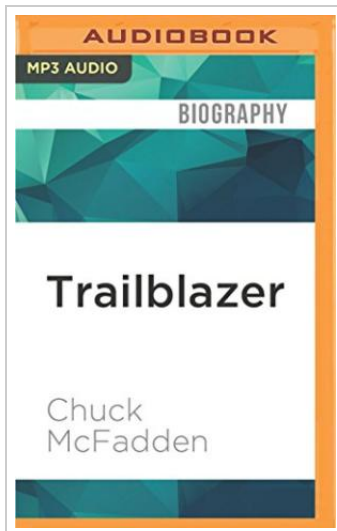 AUDIOBOOK
MP3 AUDIO
BIOGRAPHY
Trailblazer
Chuck
McFadden